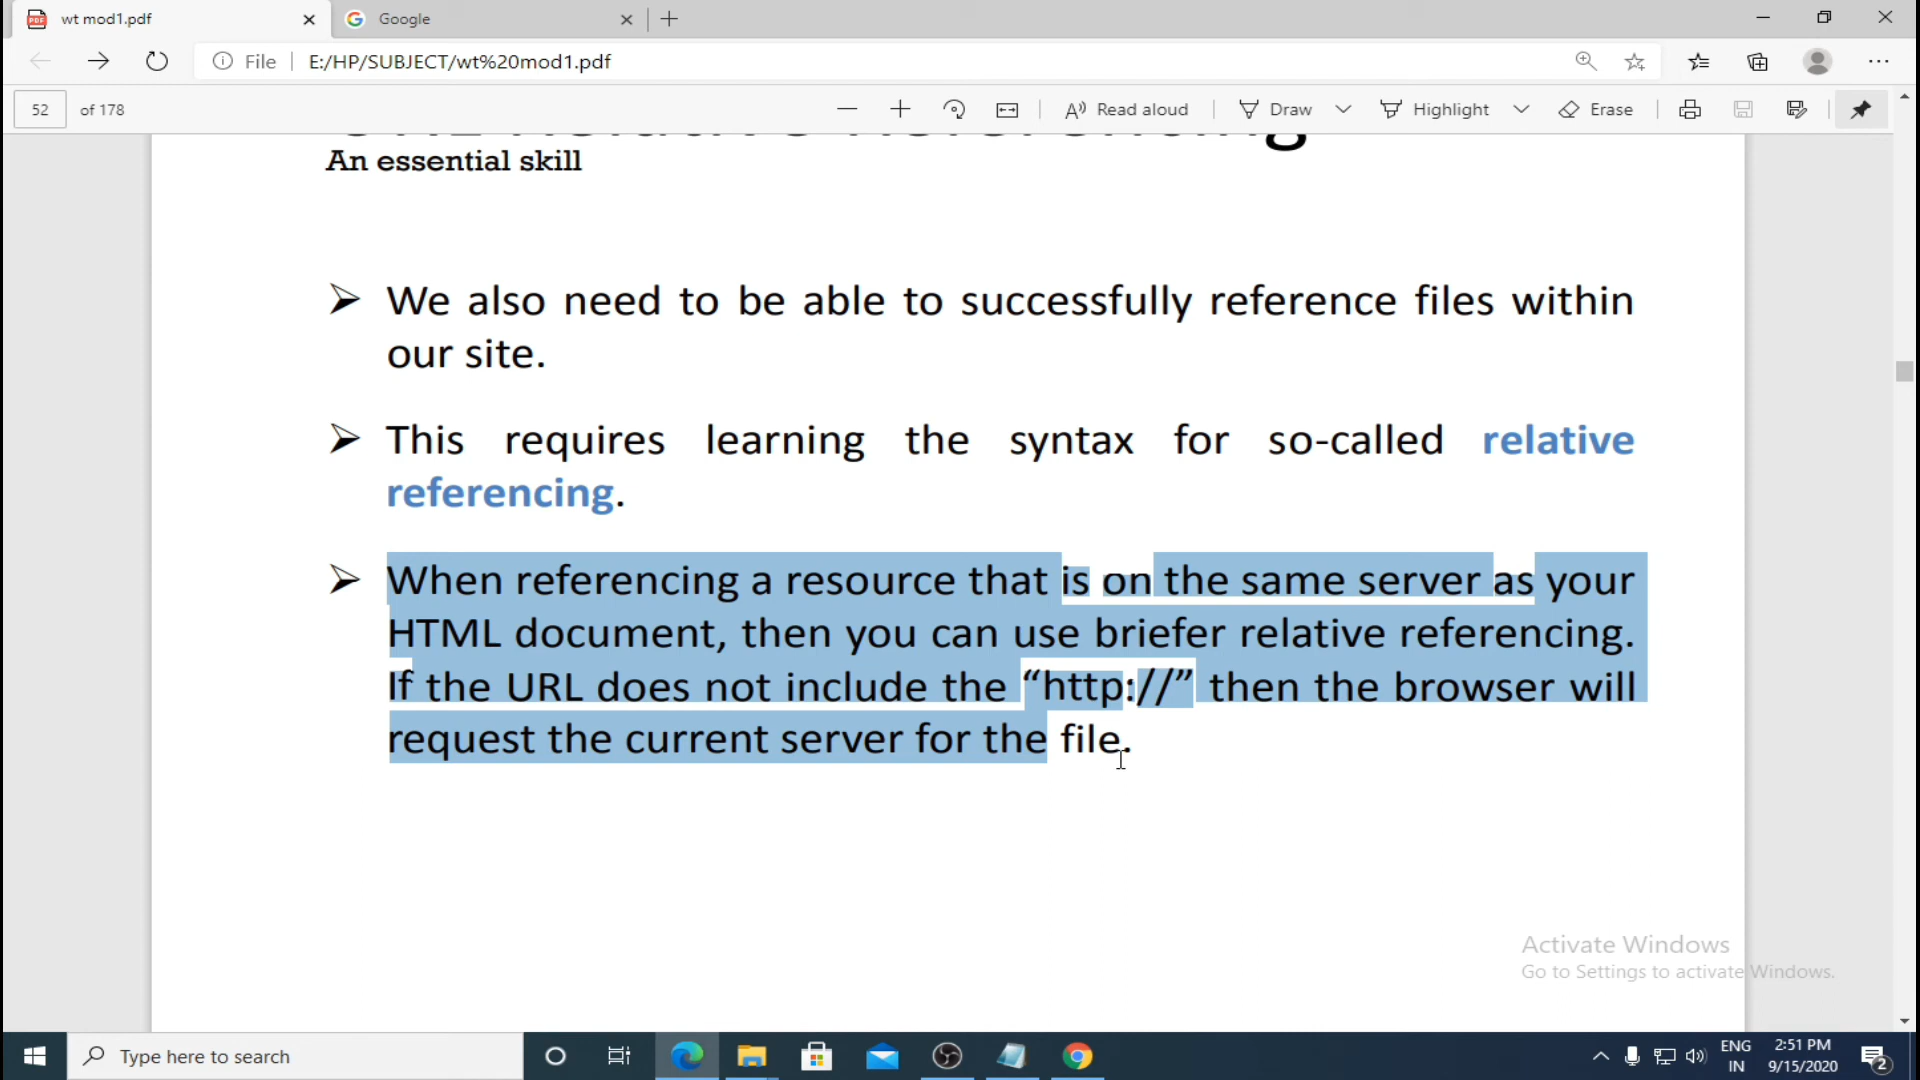 wt mod1.pdf
Google
File
E:/HP/SUBJECT/wt%20mod1.pdf
52 of 178
Read aloud
Draw
Highlight
Erase
URL Relative Referencing
An essential skill
We also need to be able to successfully reference files within
our site.
This requires learning the syntax for so-called relative
referencing.
When referencing a resource that is on the same server as your
HTML document, then you can use briefer relative referencing.
If the URL does not include the “http://” then the browser will
request the current server for the file.
Activate Windows
Go to Settings to activate Windows.
Type here to search
ENG
IN
2:51 PM
9/15/2020
2